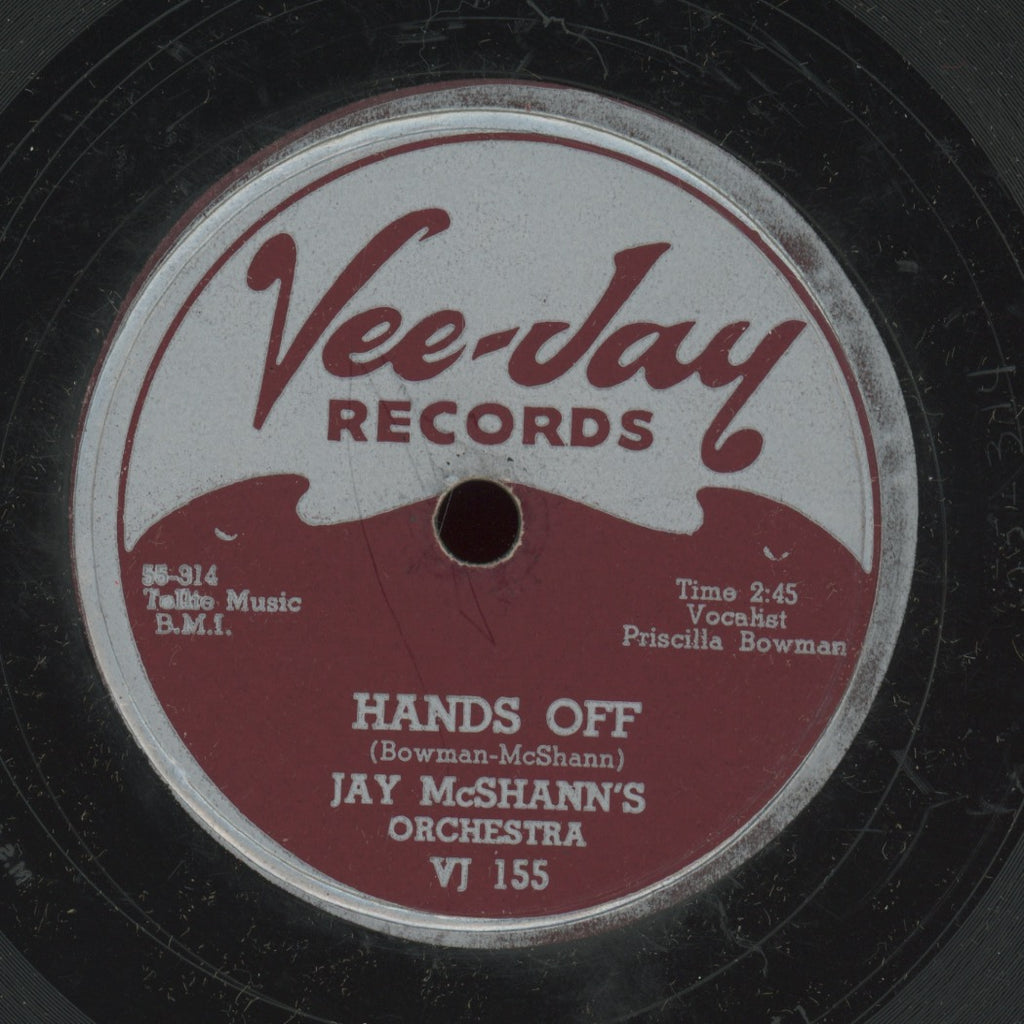 Vee-Jay
RECORDS
55-314
Tollie Music
B.M.I.
Time 2:45
Vocalist
Priscilla Bowman
HANDS OFF
(Bowman-McShann)
JAY McSHANN'S
ORCHESTRA
VJ 155